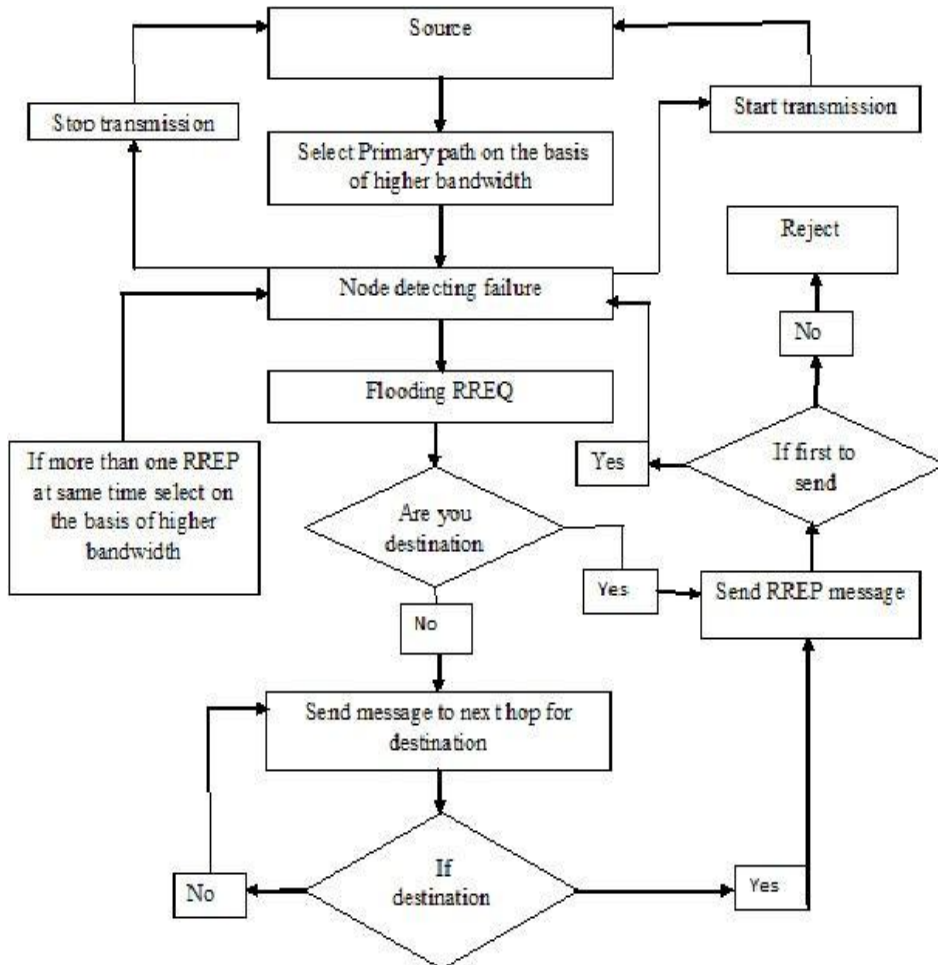 Source
Stop transmission
Start transmission
Select Primary path on the basis
of higher bandwidth
Reject
Node detecting failure
No
Flooding RREQ
If more than one RREP
at same time select on
the basis of higher
bandwidth
Yes
If first to
send
Are you
destination
Yes
Send RREP message
No
Send message to next hop for
destination
If
destination
No
Yes